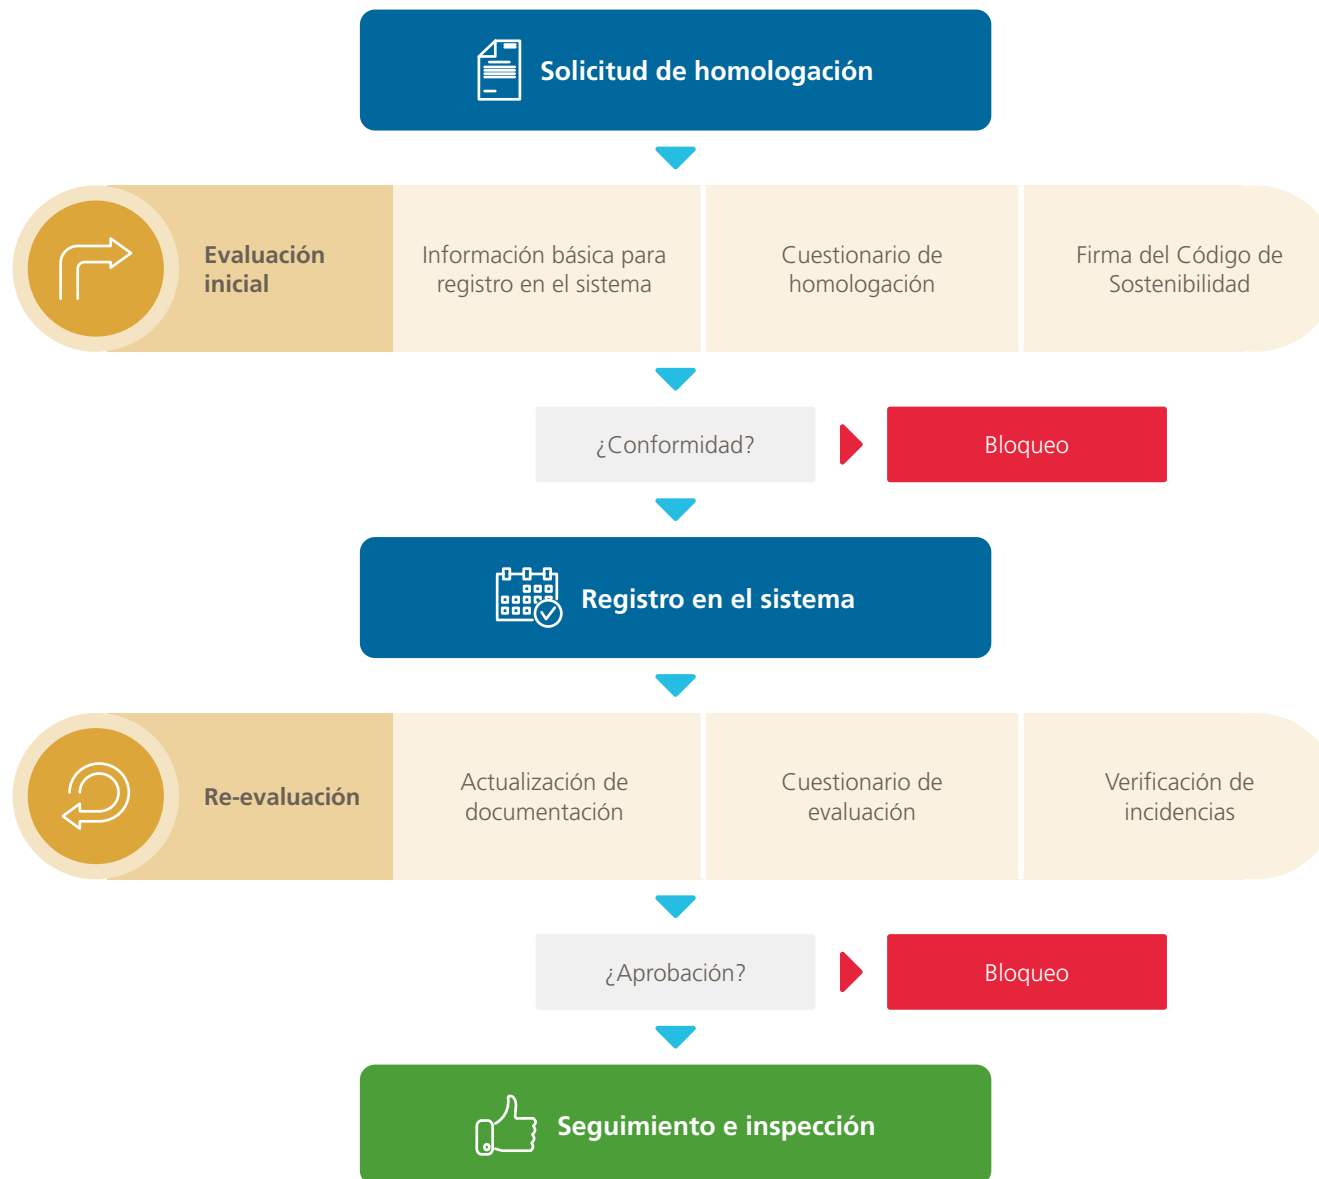 Solicitud de homologación
Evaluación
inicial
Información básica para
registro en el sistema
Cuestionario de
homologación
Firma del Código de
Sostenibilidad
¿Conformidad?
Bloqueo
Registro en el sistema
Re-evaluación
Actualización de
documentación
Cuestionario de
evaluación
Verificación de
incidencias
¿Aprobación?
Bloqueo
Seguimiento e inspección